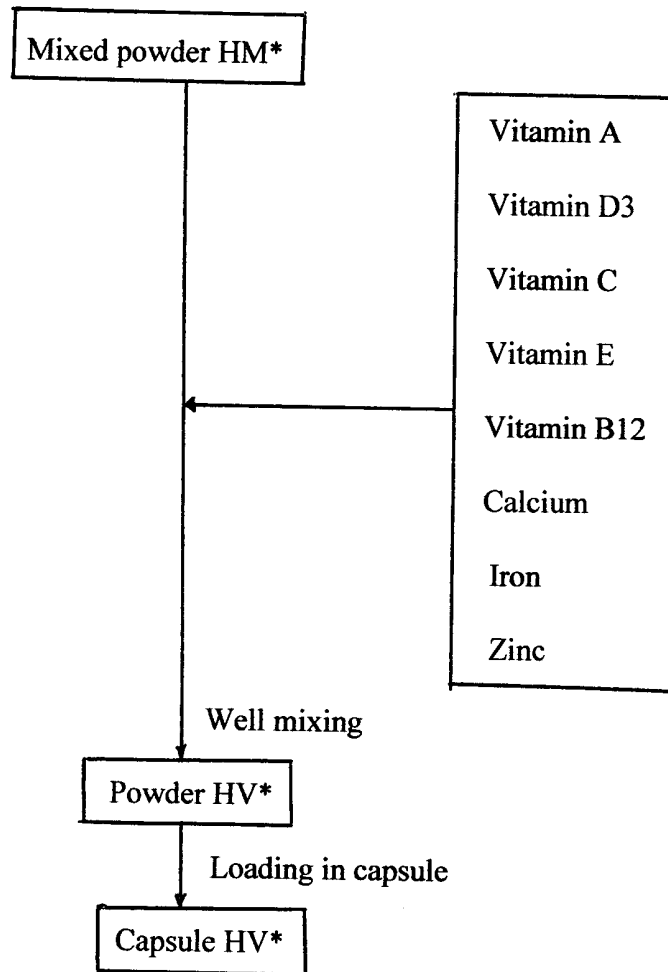 Mixed powder HM*
Vitamin A
Vitamin D3
Vitamin C
Vitamin E
Vitamin B12
Calcium
Iron
Zinc
Well mixing
Powder HV*
Loading in capsule
Capsule HV*